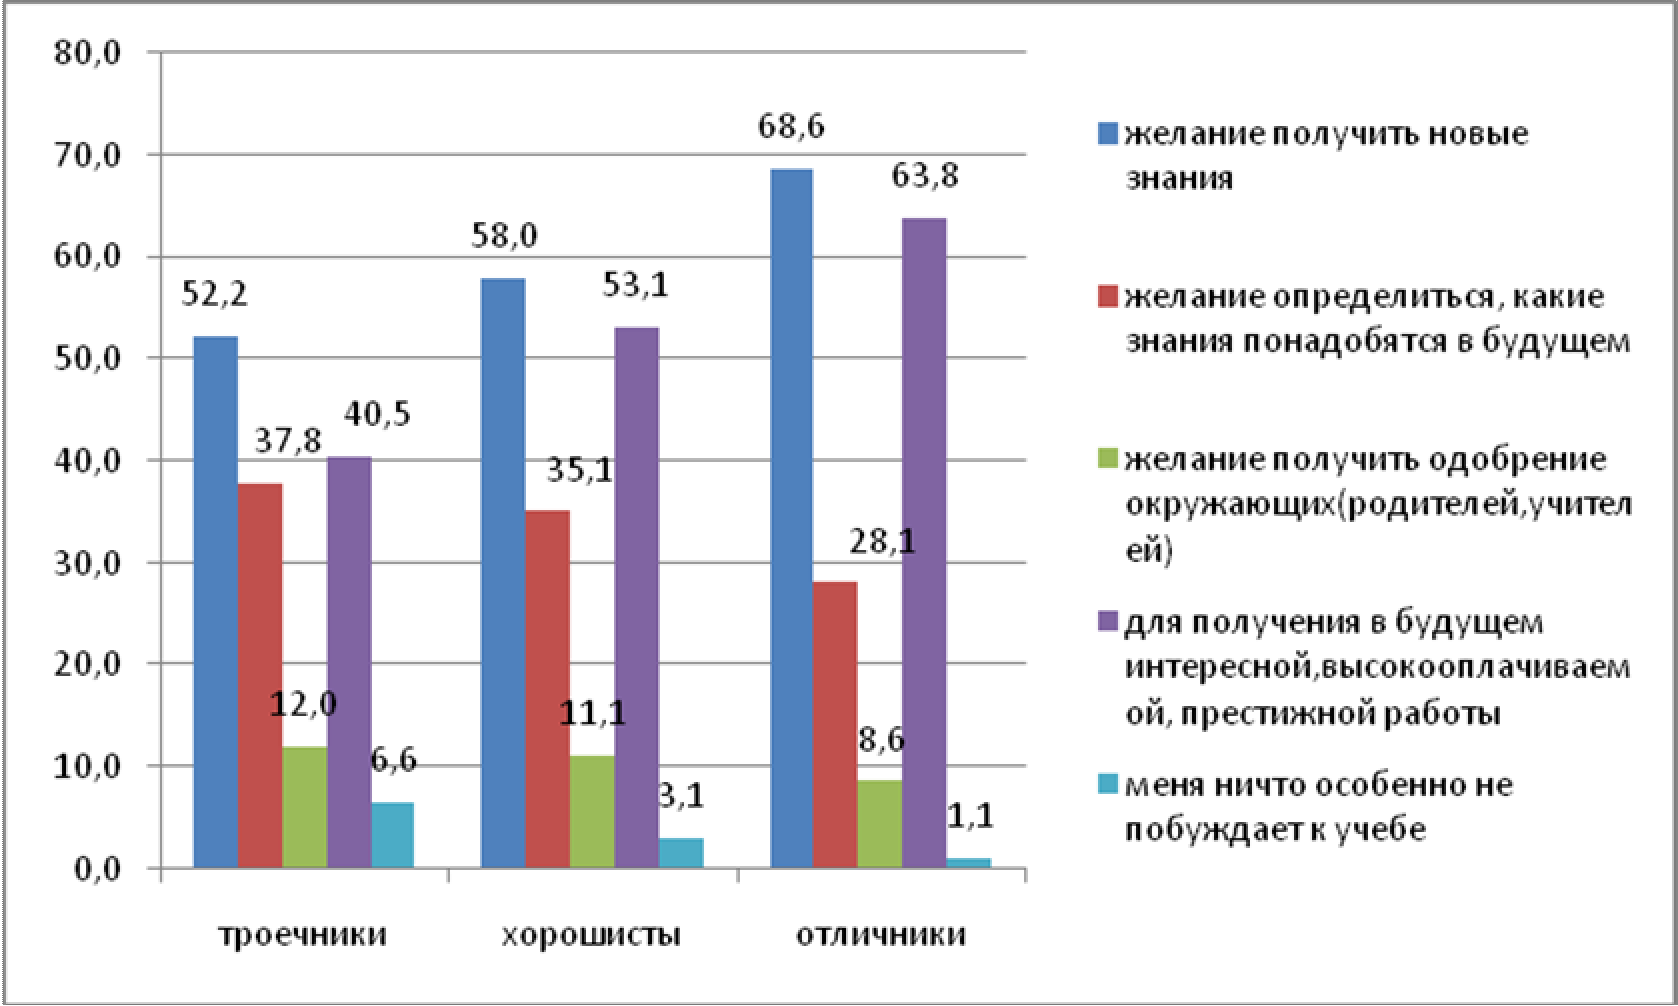 80,0
70,0
60,0
50,0
40,0
30,0
20,0
10,0
0,0
52,2
37,8
12,0
40,5
6,6
58,0
35,1
11,1
53,1
3,1
68,6
28,1
8,6
63,8
1,1
троечники
хорошисты
отличники
желание получить новые
знания
желание определиться, какие
знания понадобятся в будущем
желание получить одобрение
окружающих(родителей,учител
ей)
для получения в будущем
интересной,высокооплачиваем
ой, престижной работы
меня ничто особенно не
побуждает к учебе